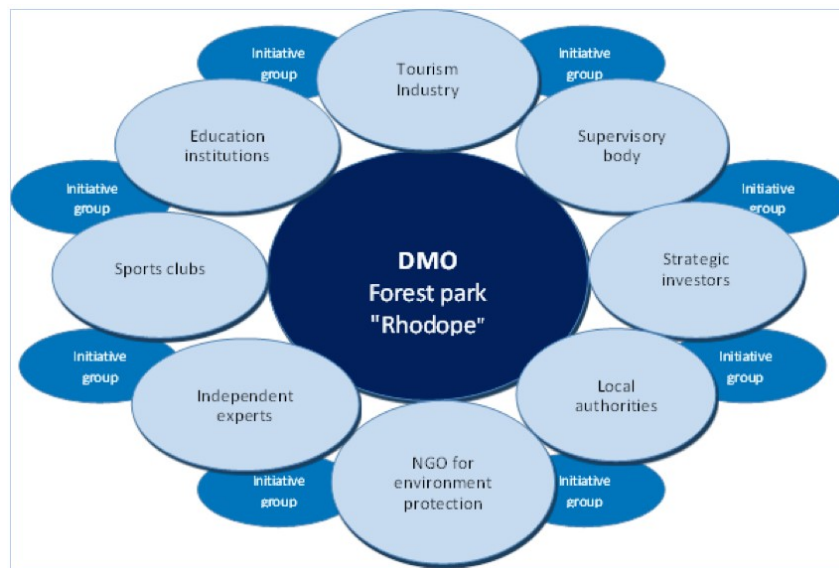 Initiative
group
Tourism
Industry
Initiative
group
Education
institutions
Supervisory
body
Initiative
group
Initiative
group
Sports clubs
DMO
Forest park
"Rhodope"
Strategic
investors
Initiative
group
Initiative
group
Independent
experts
Local
authorities
Initiative
group
NGO for
environment
protection
Initiative
group